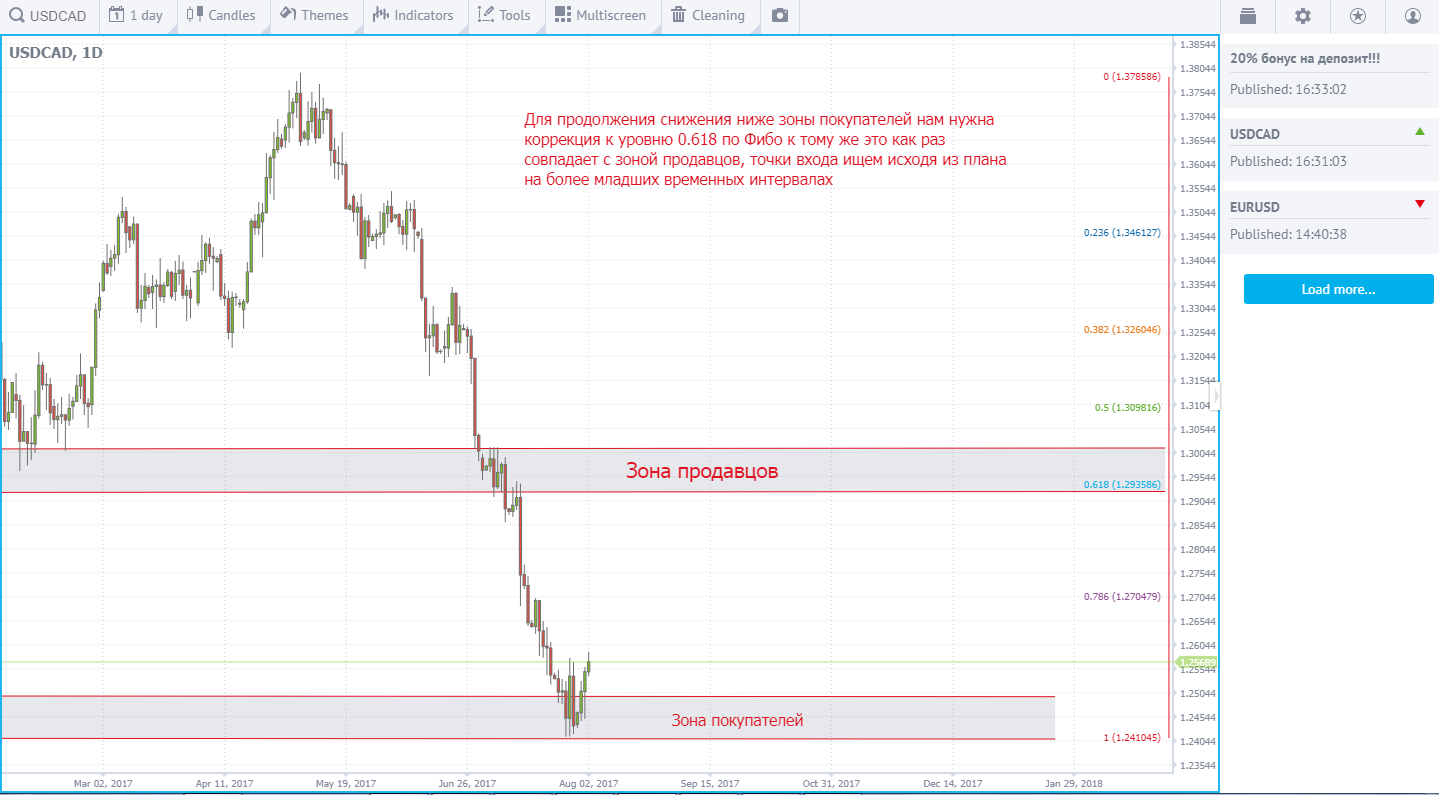 USDCAD
1 day
Candles
Themes
Indicators
Tools
Multiscreen
Cleaning
USDCAD, 1D
Для продолжения снижения ниже зоны покупателей нам нужна
коррекция к уровню 0.618 по Фибо к тому же это как раз
совпадает с зоной продавцов, точки входа ищем исходя из плана
на более младших временных интервалах
0 (1.378586)
0.236 (1.346127)
0.382 (1.326046)
0.5 (1.309816)
Зона продавцов
0.618 (1.293586)
0.786 (1.270479)
Зона покупателей
1 (1.241045)
1.38544
1.38044
1.37544
1.37044
1.36544
1.36044
1.35544
1.35044
1.34544
1.34044
1.33544
1.33044
1.32544
1.32044
1.31544
1.31044
1.30544
1.30044
1.29544
1.29044
1.28544
1.28044
1.27544
1.27044
1.26544
1.26044
1.25689
1.25544
1.25044
1.24544
1.24044
1.23544
Mar 02, 2017
Apr 11, 2017
May 19, 2017
Jun 26, 2017
Aug 02, 2017
Sep 15, 2017
Oct 31, 2017
Dec 14, 2017
Jan 29, 2018
20% бонус на депозит!!!
Published: 16:33:02
USDCAD
Published: 16:31:03
EURUSD
Published: 14:40:38
Load more...